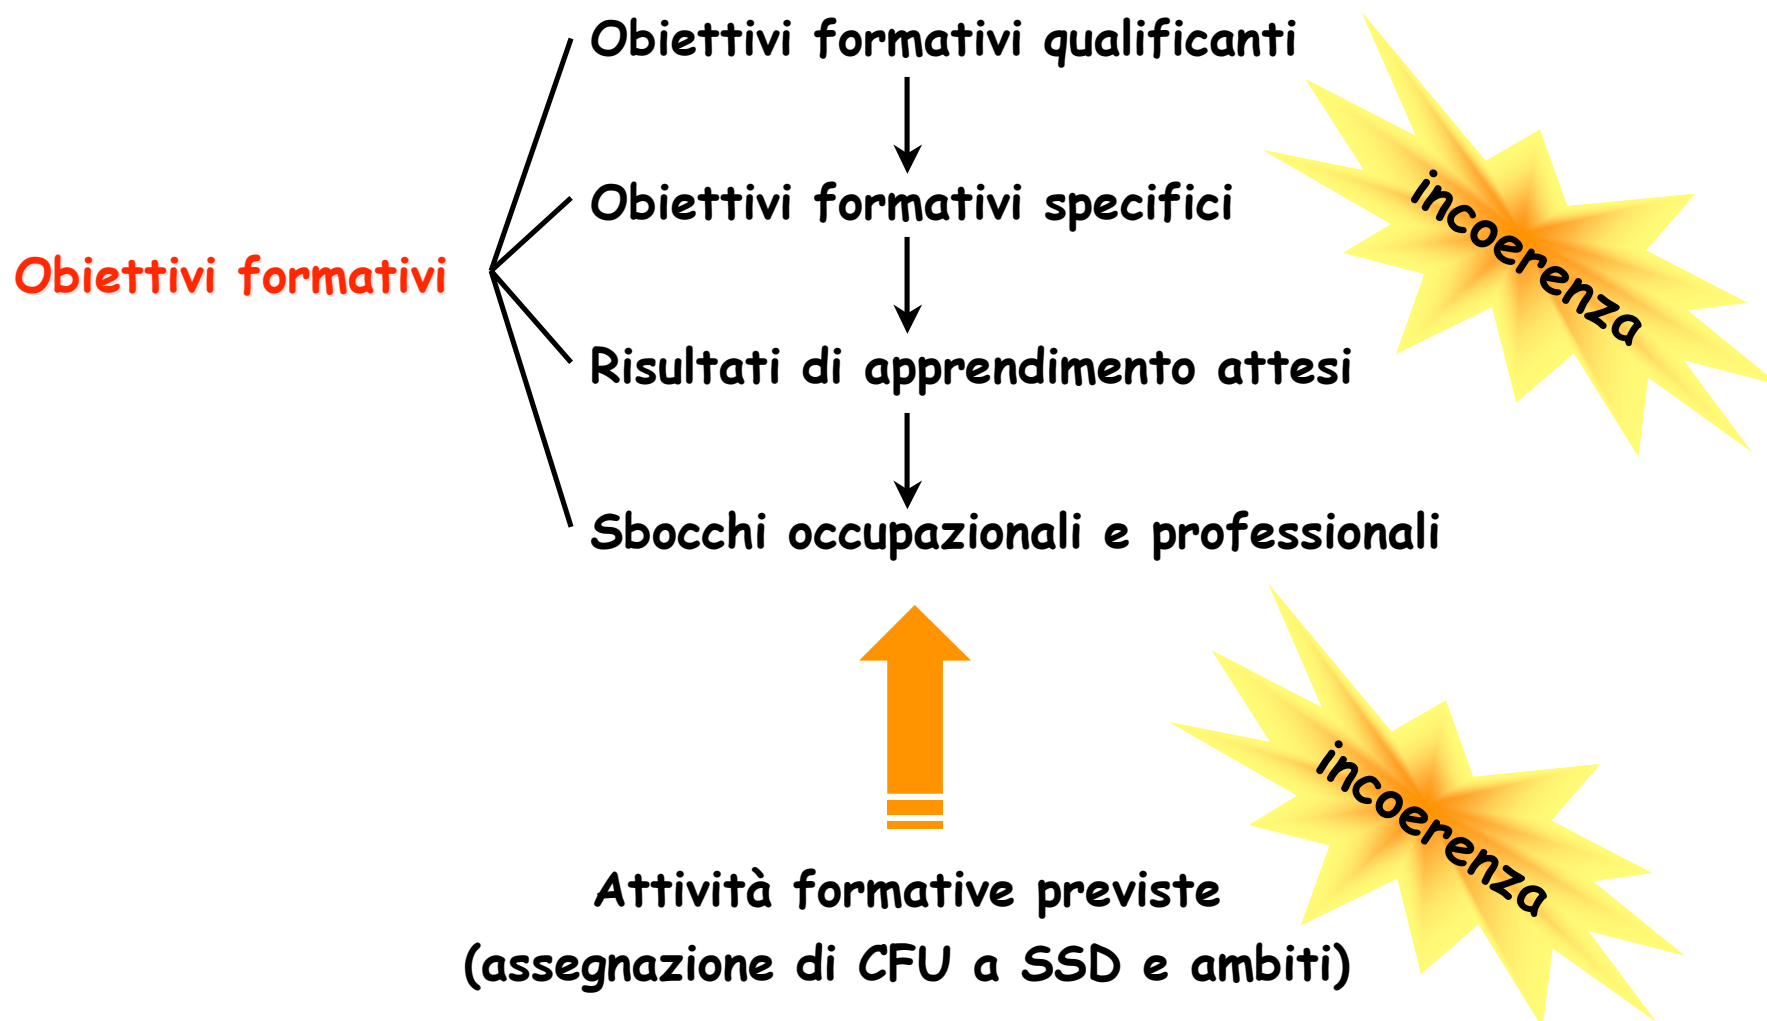 Obiettivi formativi qualificanti
incoerenza
Obiettivi formativi specifici
Obiettivi formativi
Risultati di apprendimento attesi
Sbocchi occupazionali e professionali
incoerenza
Attività formative previste
(assegnazione di CFU a SSD e ambiti)